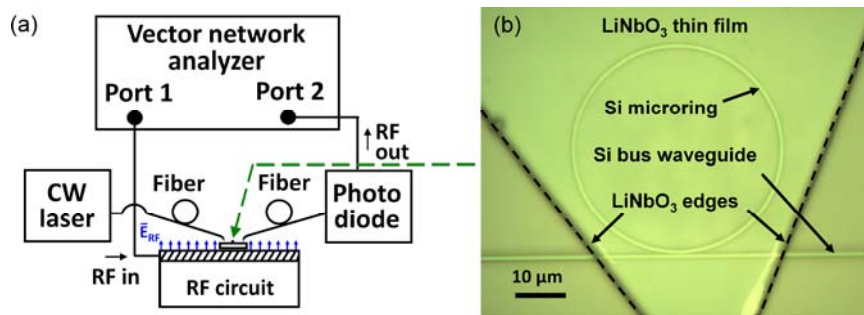 (a)
Vector network
analyzer
Port 1
Port 2
RF
out
CW
laser
Fiber
Fiber
Photo
diode
E_RF
RF in
RF circuit
(b)
LiNbO₃ thin film
Si microring
Si bus waveguide
LiNbO₃ edges
10 μm